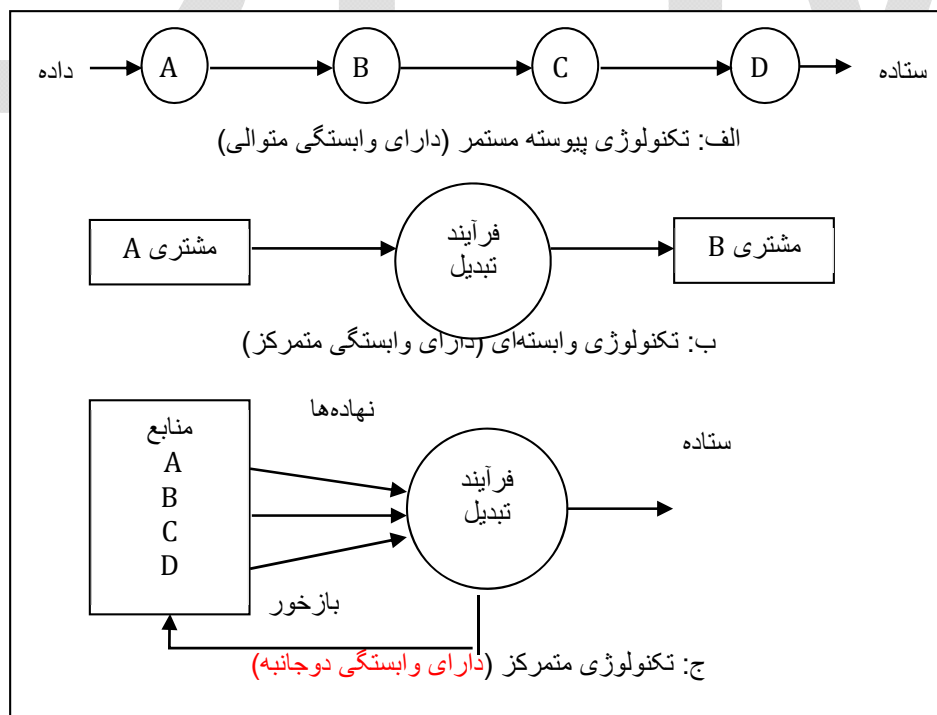 داده A B C D ستاده
الف: تکنولوژی پیوسته مستمر (دارای وابستگی متوالی)
مشتری A
فرآیند
تبدیل
مشتری B
ب: تکنولوژی وابسته‌ای (دارای وابستگی متمرکز)
منابع
A
B
C
D
نهاده‌ها
فرآیند
تبدیل
ستاده
بازخور
ج: تکنولوژی متمرکز (دارای وابستگی دوجانبه)